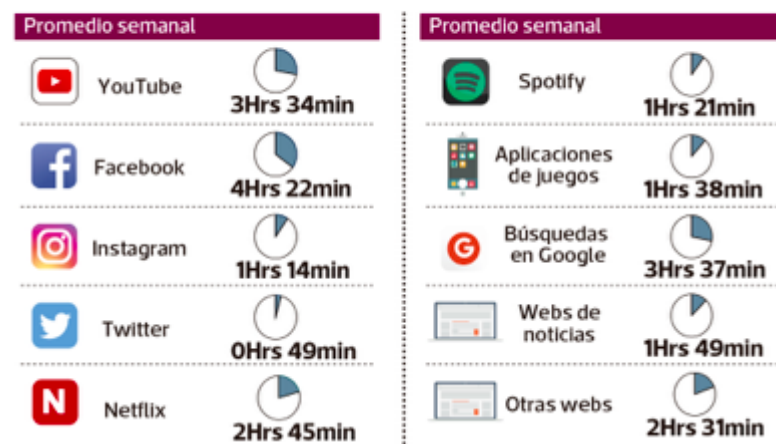 Promedio semanal
YouTube
3Hrs 34min
Facebook
4Hrs 22min
Instagram
1Hrs 14min
Twitter
0Hrs 49min
N
Netflix
2Hrs 45min
Promedio semanal
Spotify
1Hrs 21min
Aplicaciones
de juegos
1Hrs 38min
G
Búsquedas
en Google
3Hrs 37min
Webs de
noticias
1Hrs 49min
Otras webs
2Hrs 31min